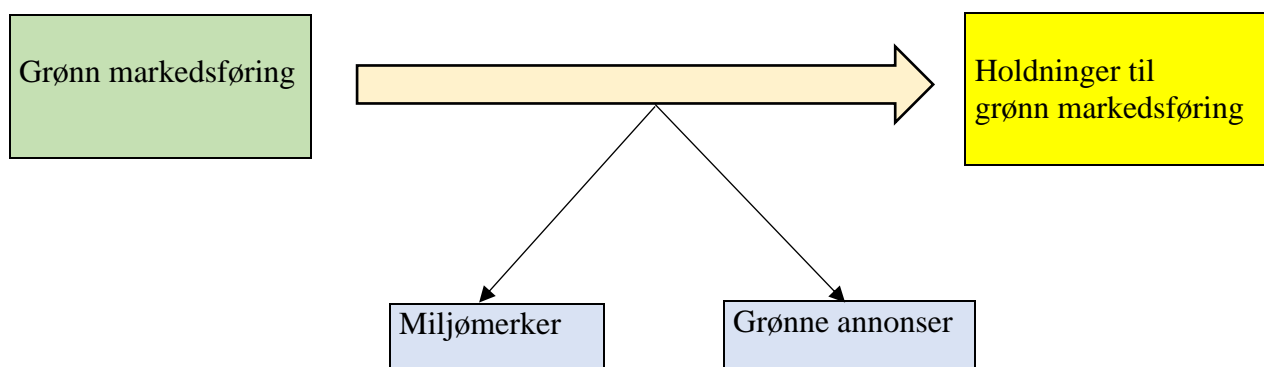 Grønn markedsføring
Holdninger til
grønn markedsføring
Miljømerker
Grønne annonser